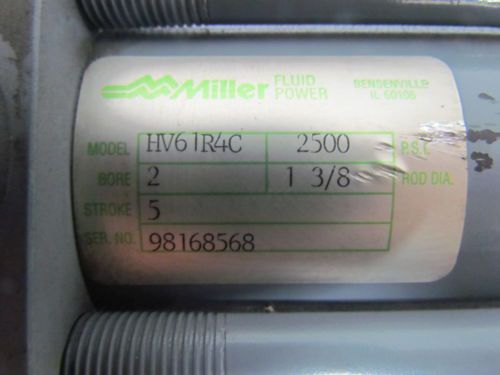 Miller FLUID POWER BENSENVILLE IL 60106
MODEL HV61R4C 2500 P.S.I.
BORE 2 1 3/8 ROD DIA.
STROKE 5
SER. NO. 98168568